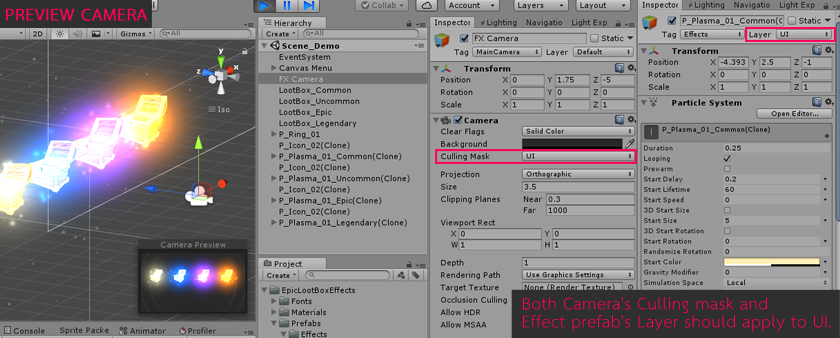 PREVIEW CAMERA
2D
Gizmos
y
x
z
Iso
Camera Preview
Console
Sprite Packe
Animator
Profiler
Collab
Account
Layers
Layout
Hierarchy
Create
All
Scene_Demo
EventSystem
Canvas Menu
FX Camera
LootBox_Common
LootBox_Uncommon
LootBox_Epic
LootBox_Legendary
P_Ring_01
P_Icon_02(Clone)
P_Plasma_01_Common(Clone)
P_Icon_02(Clone)
P_Plasma_01_Uncommon(Clone)
P_Icon_02(Clone)
P_Plasma_01_Epic(Clone)
P_Icon_02(Clone)
P_Plasma_01_Legendary(Clone)
Project
Create
EpicLootBoxEffects
Fonts
Materials
Prefabs
Effects
Inspector
Lighting
Navigatio
Light Exp
FX Camera
Static
Tag MainCamera Layer Default
Transform
Position X 0 Y 1.75 Z -5
Rotation X 0 Y 0 Z 0
Scale X 1 Y 1 Z 1
Camera
Clear Flags Solid Color
Background
Culling Mask UI
Projection Orthographic
Size 3.5
Clipping Planes Near 0.3
Far 1000
Viewport Rect
X 0 Y 0
W 1 H 1
Depth 1
Rendering Path Use Graphics Settings
Target Texture None (Render Texture)
Occlusion Culling
Allow HDR
Allow MSAA
Inspector
Lighting
Navigatio
Light Exp
P_Plasma_01_Common(C
Static
Tag Effects Layer UI
Transform
Position X -4.393 Y 2.5 Z -1
Rotation X 0 Y 0 Z 0
Scale X 1 Y 1 Z 1
Particle System
Open Editor...
P_Plasma_01_Common(Clone)
Duration 0.25
Looping
Prewarm
Start Delay 0.2
Start Lifetime 60
Start Speed 0
3D Start Size
Start Size 5
3D Start Rotation
Start Rotation 0
Randomize Rotation 0
Start Color
Gravity Modifier 0
Simulation Space Local
Both Camera's Culling mask and
Effect prefab's Layer should apply to UI.